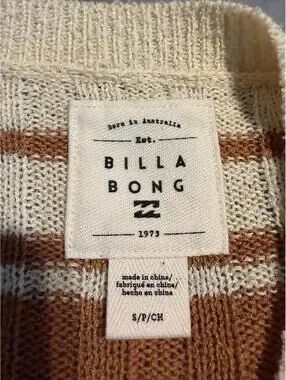 Born in Australia
Est.
BILLA
BONG
1973
made in china/
fabriqué en chine/
hecho en china
S/P/CH